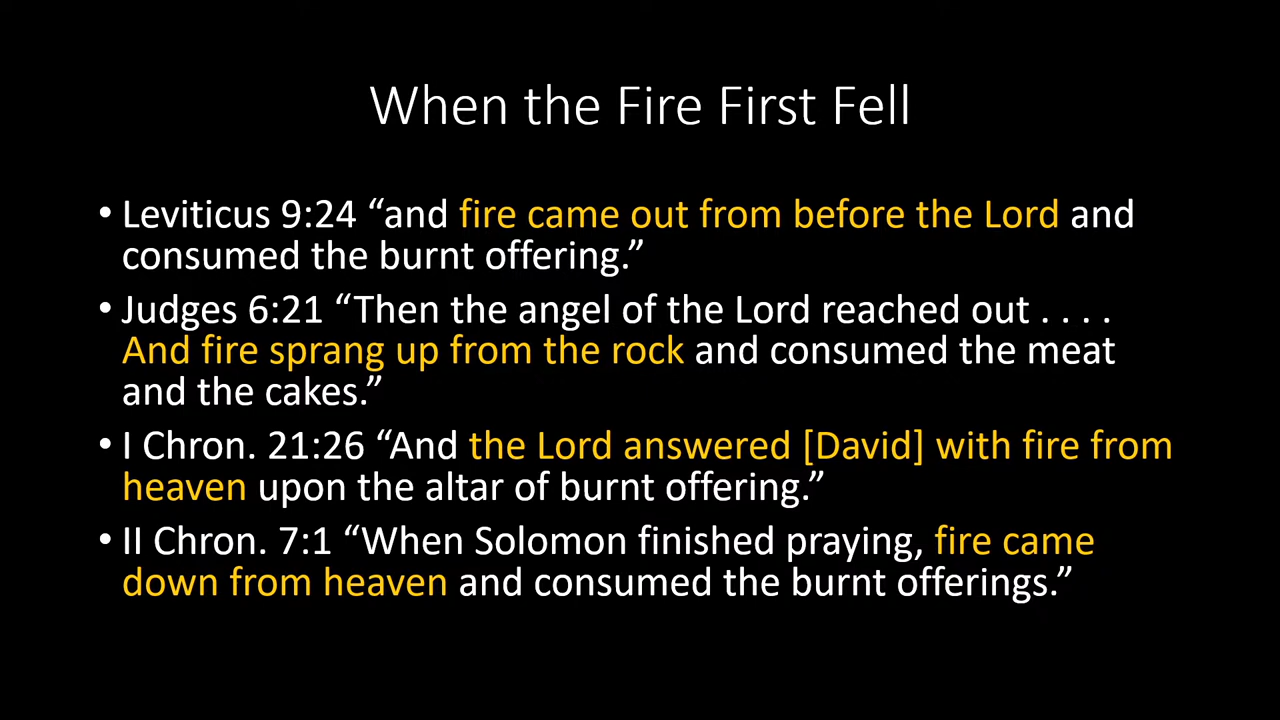 When the Fire First Fell
• Leviticus 9:24 “and fire came out from before the Lord and
consumed the burnt offering.”
• Judges 6:21 “Then the angel of the Lord reached out . . . .
And fire sprang up from the rock and consumed the meat
and the cakes.”
• I Chron. 21:26 “And the Lord answered [David] with fire from
heaven upon the altar of burnt offering.”
• II Chron. 7:1 “When Solomon finished praying, fire came
down from heaven and consumed the burnt offerings.”